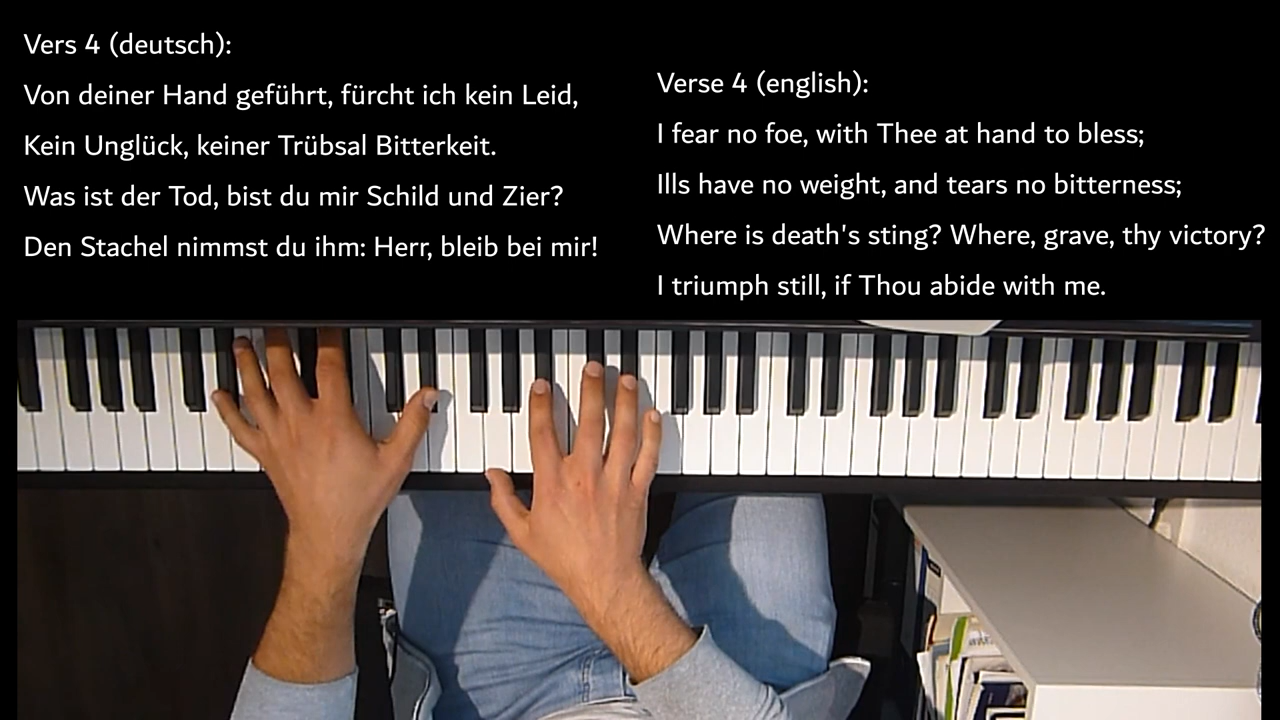 Vers 4 (deutsch):
Von deiner Hand geführt, fürcht ich kein Leid,
Kein Unglück, keiner Trübsal Bitterkeit.
Was ist der Tod, bist du mir Schild und Zier?
Den Stachel nimmst du ihm: Herr, bleib bei mir!
Verse 4 (english):
I fear no foe, with Thee at hand to bless;
Ills have no weight, and tears no bitterness;
Where is death's sting? Where, grave, thy victory?
I triumph still, if Thou abide with me.